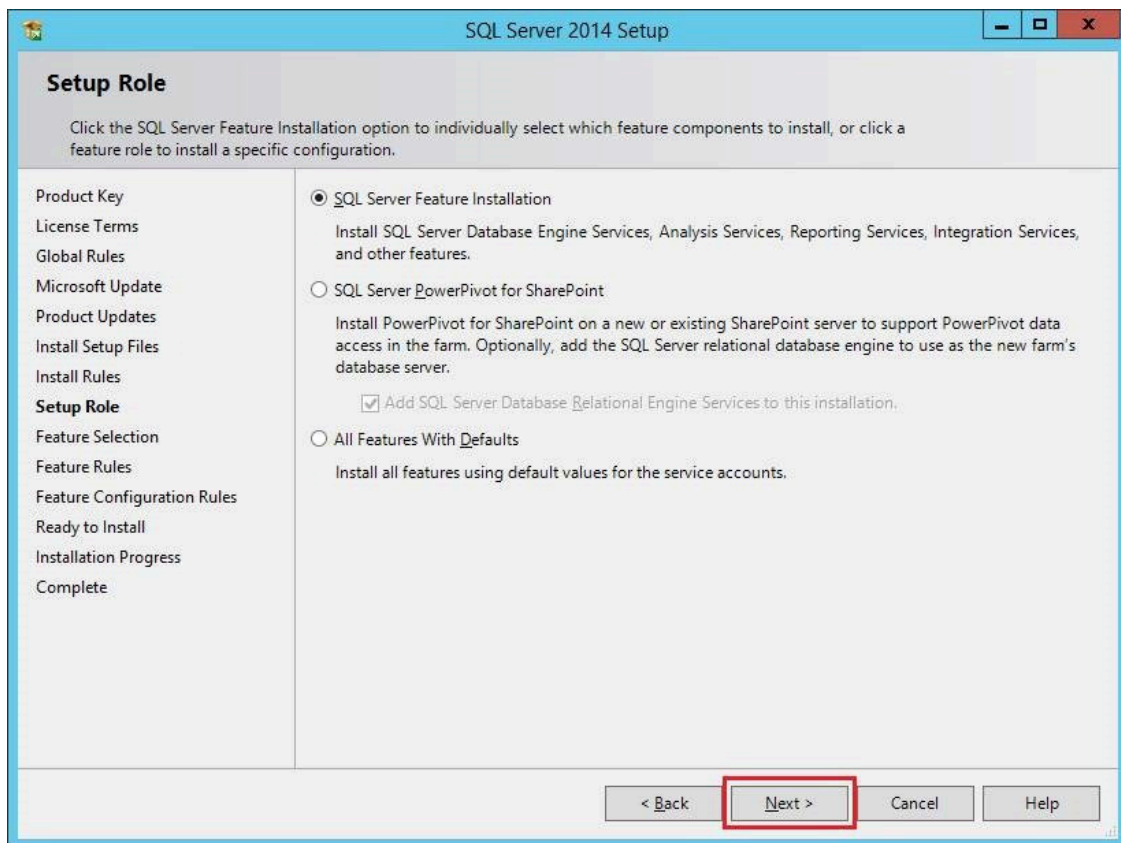 SQL Server 2014 Setup
Setup Role
Click the SQL Server Feature Installation option to individually select which feature components to install, or click a
feature role to install a specific configuration.
Product Key
License Terms
Global Rules
Microsoft Update
Product Updates
Install Setup Files
Install Rules
Setup Role
Feature Selection
Feature Rules
Feature Configuration Rules
Ready to Install
Installation Progress
Complete
SQL Server Feature Installation
Install SQL Server Database Engine Services, Analysis Services, Reporting Services, Integration Services,
and other features.
SQL Server PowerPivot for SharePoint
Install PowerPivot for SharePoint on a new or existing SharePoint server to support PowerPivot data
access in the farm. Optionally, add the SQL Server relational database engine to use as the new farm's
database server.
Add SQL Server Database Relational Engine Services to this installation.
All Features With Defaults
Install all features using default values for the service accounts.
< Back
Next >
Cancel
Help